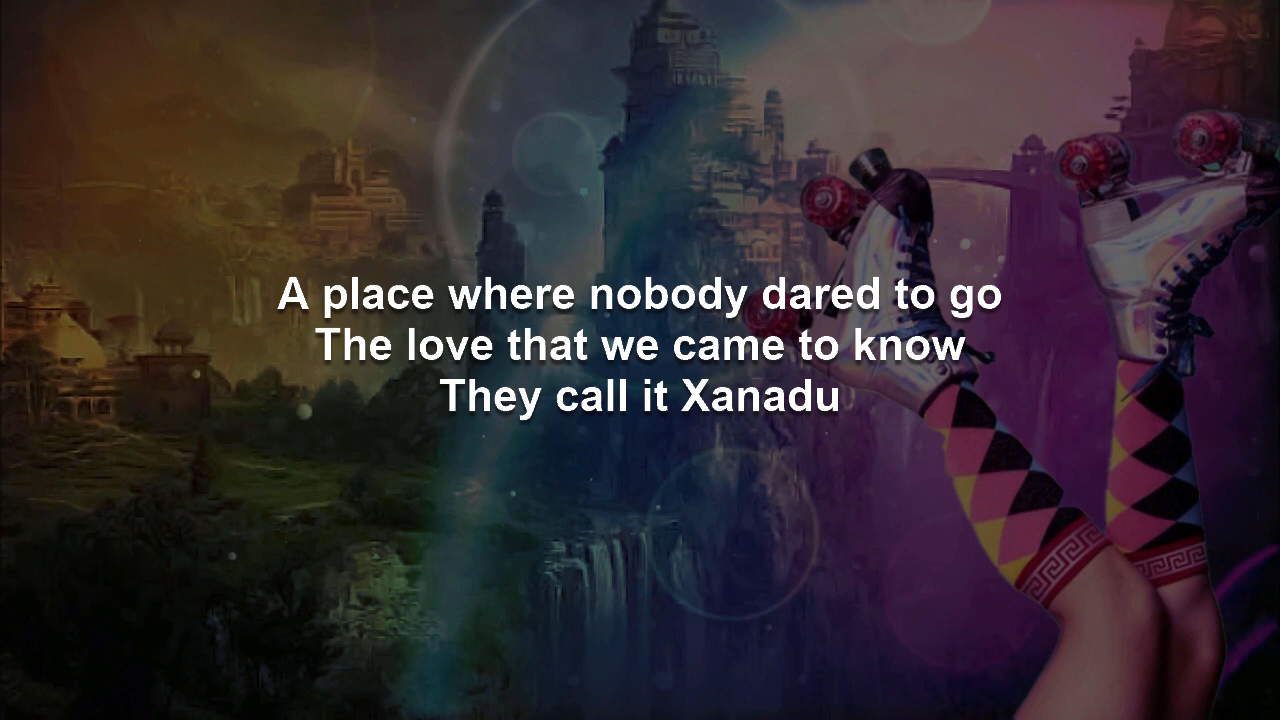 A place where nobody dared to go
The love that we came to know
They call it Xanadu